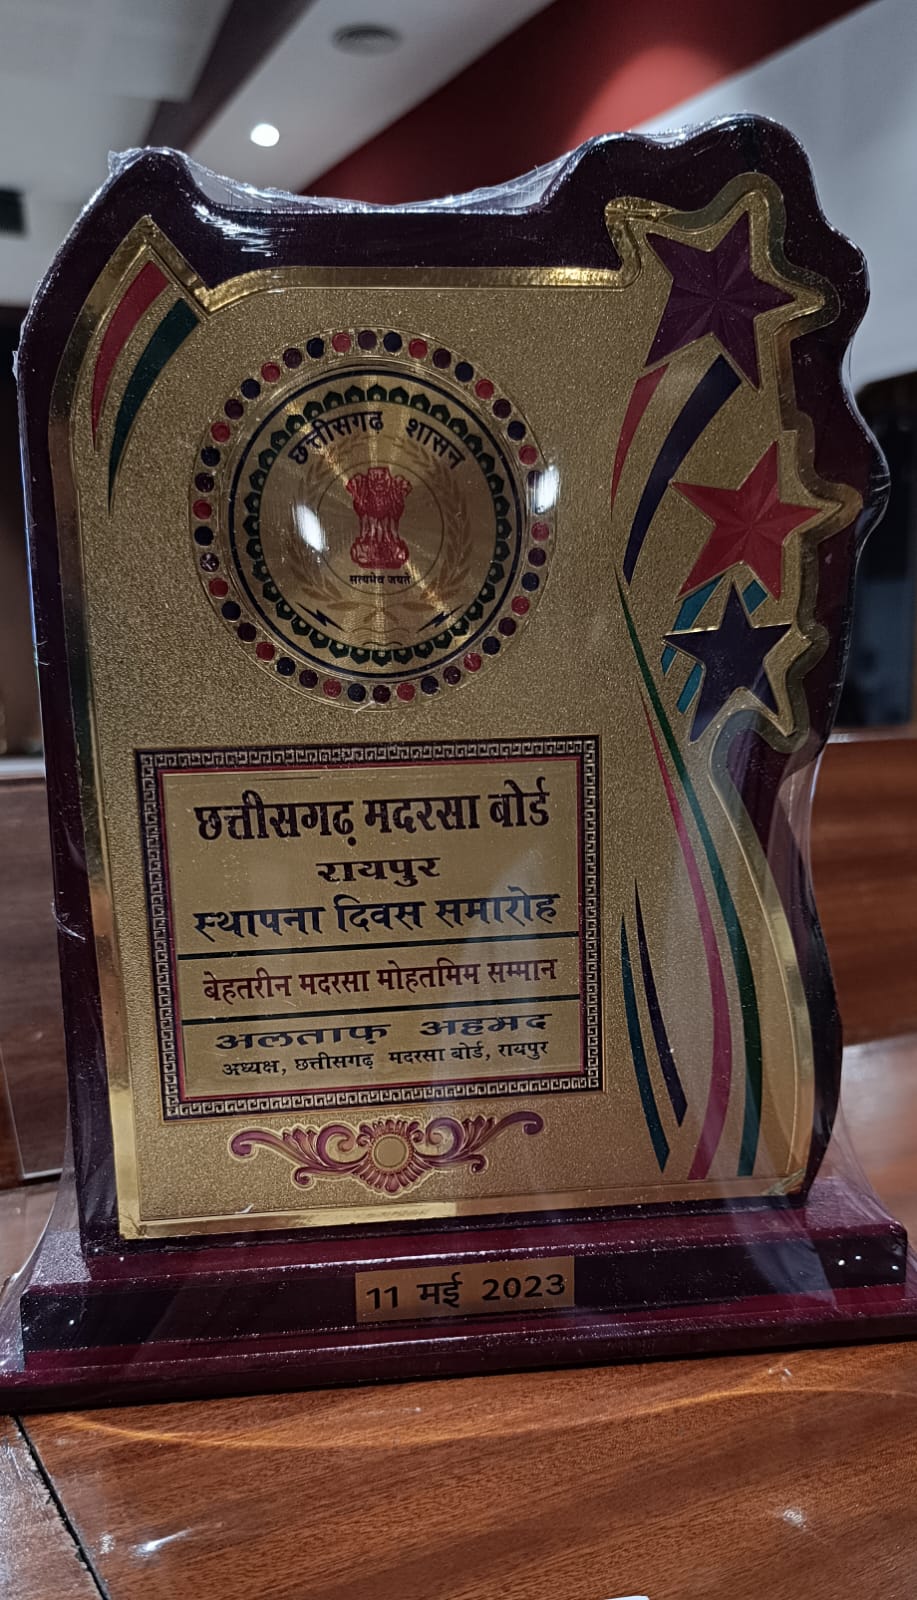 छत्तीसगढ़ शासन
सत्यमेव जयते
छत्तीसगढ़ मदरसा बोर्ड
रायपुर
स्थापना दिवस समारोह
बेहतरीन मदरसा मोहतमिम सम्मान
अलताफ़ अहमद
अध्यक्ष, छत्तीसगढ़ मदरसा बोर्ड, रायपुर
11 मई 2023